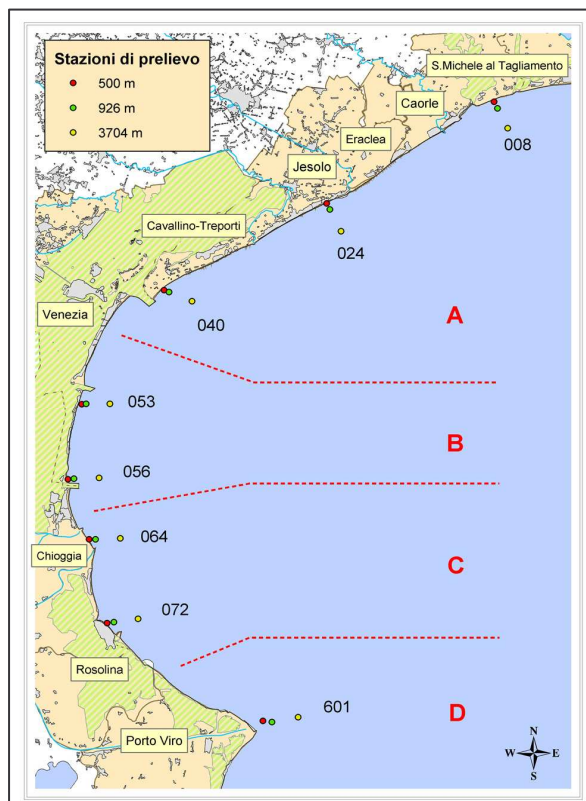 Stazioni di prelievo
500 m
926 m
3704 m
S.Michele al Tagliamento
Caorle
008
Eraclea
Jesolo
024
Cavallino-Treporti
040
Venezia
A
053
B
056
064
Chioggia
C
072
Rosolina
601
D
Porto Viro
N
W E
S